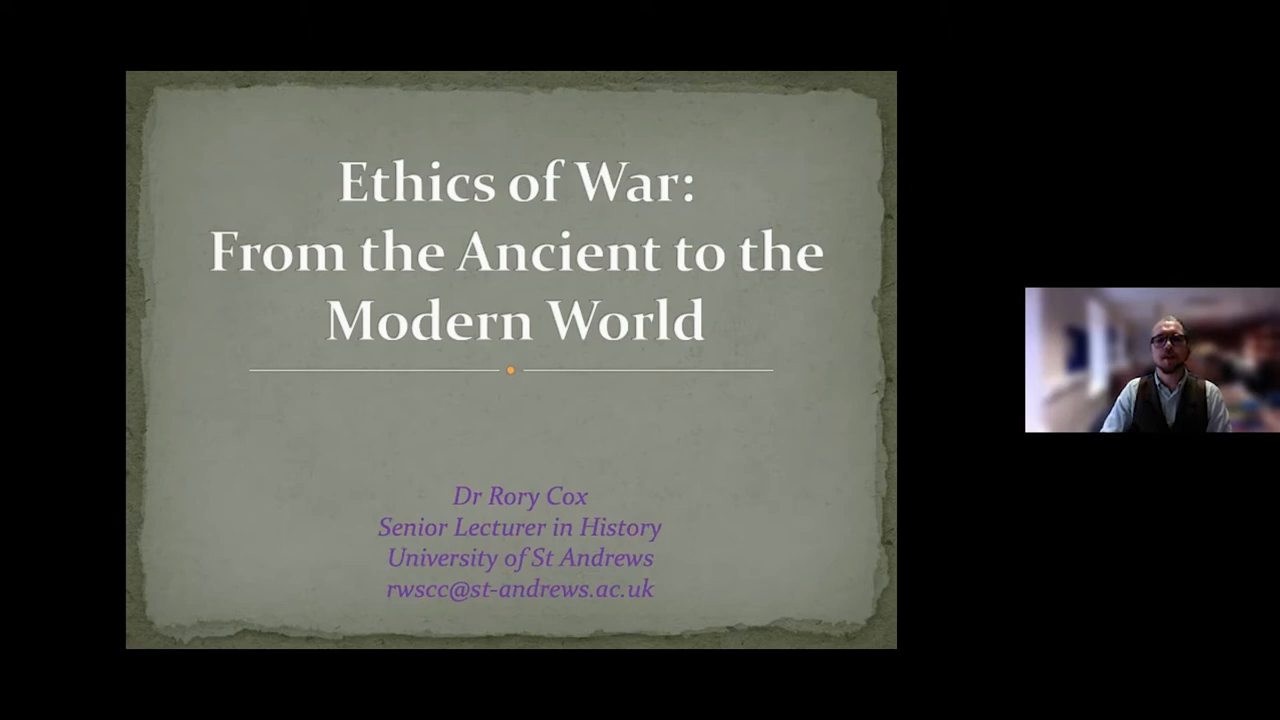 Ethics of War:
From the Ancient to the
Modern World
Dr Rory Cox
Senior Lecturer in History
University of St Andrews
rwscc@st-andrews.ac.uk